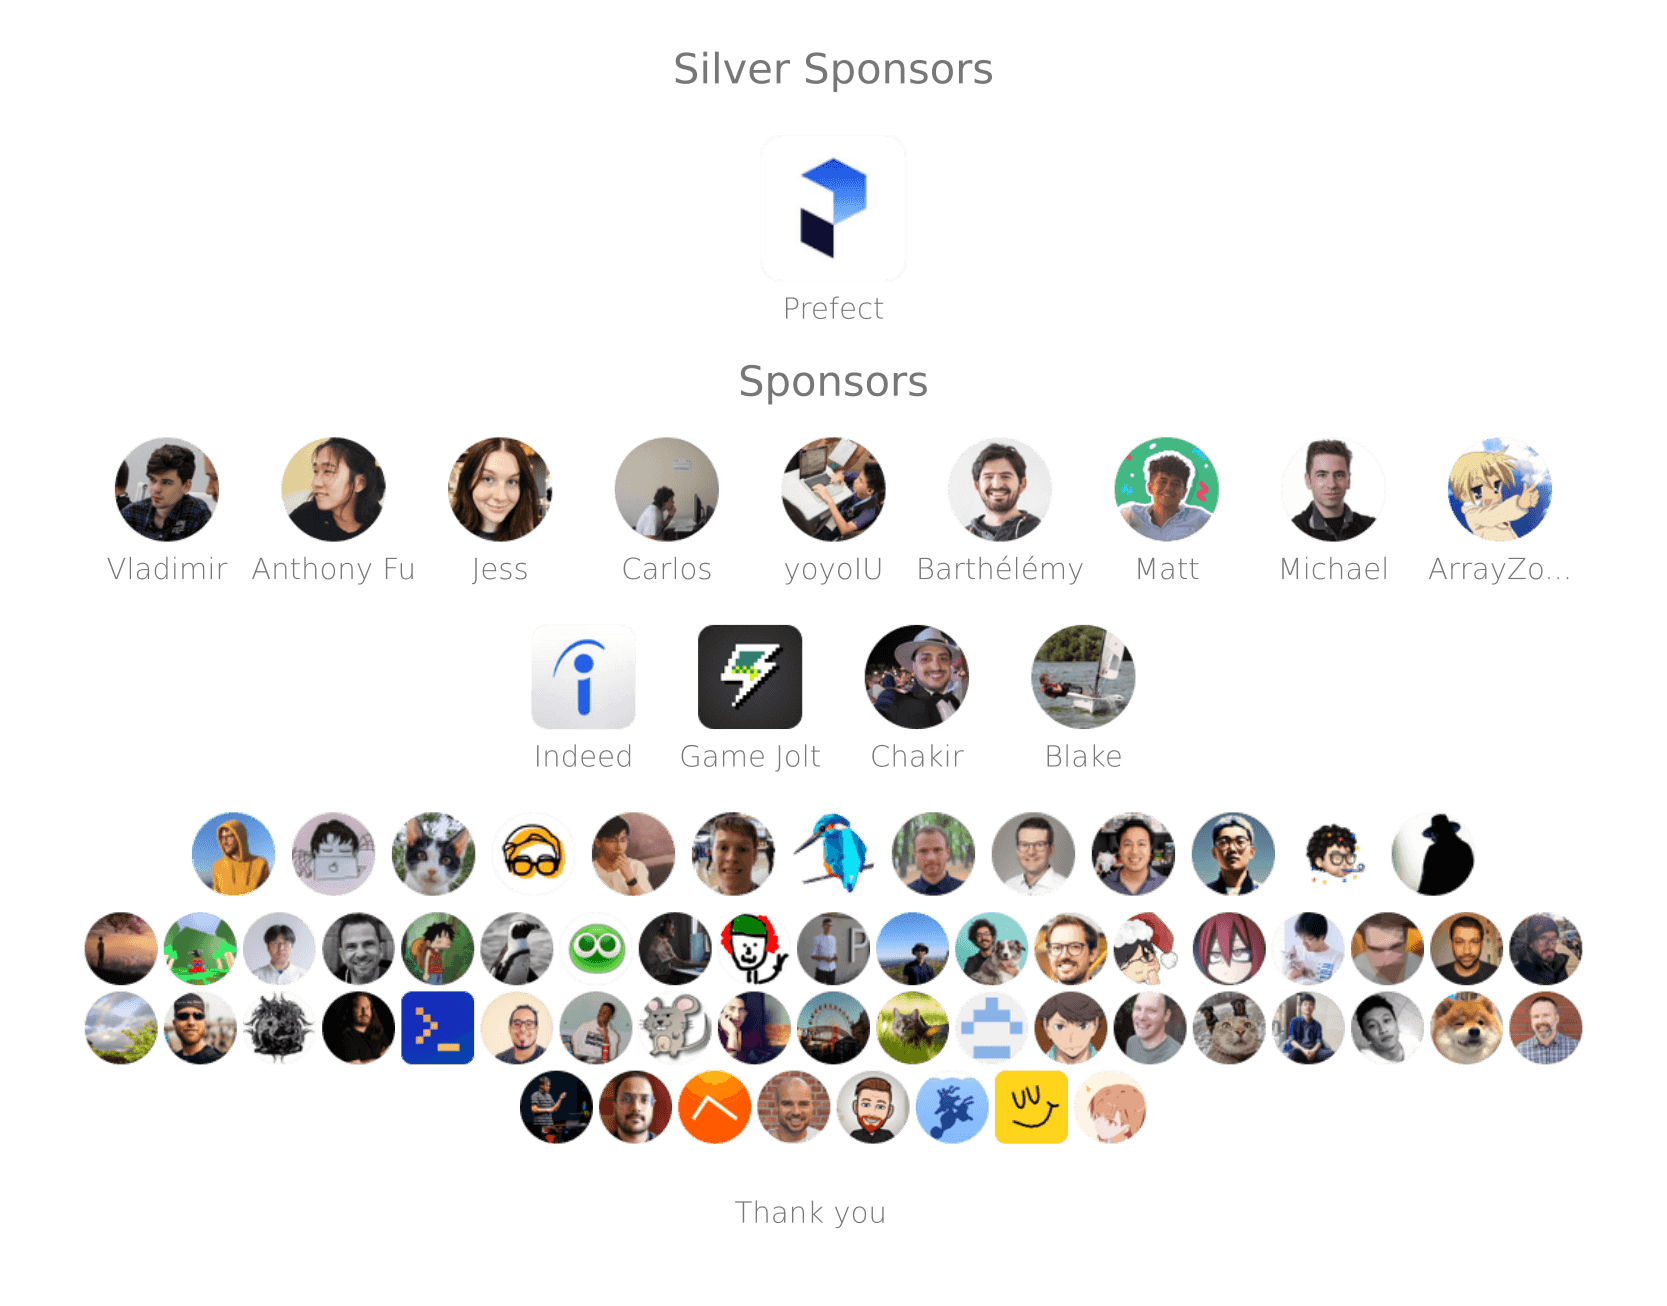 Silver Sponsors
Prefect
Sponsors
Vladimir Anthony Fu Jess Carlos yoyoIU Barthélémy Matt Michael ArrayZo...
Indeed Game Jolt Chakir Blake
Thank you